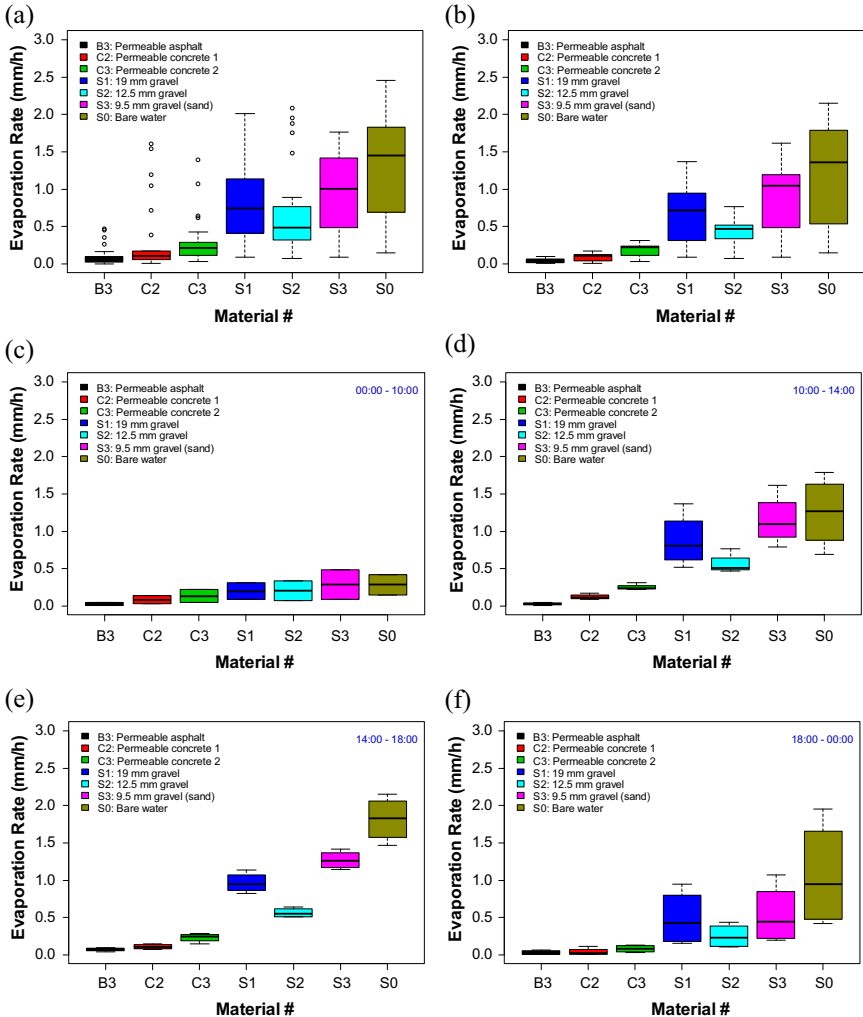 (a)
Evaporation Rate (mm/h)
3.0
2.5
2.0
1.5
1.0
0.5
0.0
B3: Permeable asphalt
C2: Permeable concrete 1
C3: Permeable concrete 2
S1: 19 mm gravel
S2: 12.5 mm gravel
S3: 9.5 mm gravel (sand)
S0: Bare water
B3 C2 C3 S1 S2 S3 S0
Material #
(b)
Evaporation Rate (mm/h)
3.0
2.5
2.0
1.5
1.0
0.5
0.0
B3: Permeable asphalt
C2: Permeable concrete 1
C3: Permeable concrete 2
S1: 19 mm gravel
S2: 12.5 mm gravel
S3: 9.5 mm gravel (sand)
S0: Bare water
B3 C2 C3 S1 S2 S3 S0
Material #
(c)
Evaporation Rate (mm/h)
3.0
2.5
2.0
1.5
1.0
0.5
0.0
B3: Permeable asphalt
C2: Permeable concrete 1
C3: Permeable concrete 2
S1: 19 mm gravel
S2: 12.5 mm gravel
S3: 9.5 mm gravel (sand)
S0: Bare water
00:00 - 10:00
B3 C2 C3 S1 S2 S3 S0
Material #
(d)
Evaporation Rate (mm/h)
3.0
2.5
2.0
1.5
1.0
0.5
0.0
B3: Permeable asphalt
C2: Permeable concrete 1
C3: Permeable concrete 2
S1: 19 mm gravel
S2: 12.5 mm gravel
S3: 9.5 mm gravel (sand)
S0: Bare water
10:00 - 14:00
B3 C2 C3 S1 S2 S3 S0
Material #
(e)
Evaporation Rate (mm/h)
3.0
2.5
2.0
1.5
1.0
0.5
0.0
B3: Permeable asphalt
C2: Permeable concrete 1
C3: Permeable concrete 2
S1: 19 mm gravel
S2: 12.5 mm gravel
S3: 9.5 mm gravel (sand)
S0: Bare water
14:00 - 18:00
B3 C2 C3 S1 S2 S3 S0
Material #
(f)
Evaporation Rate (mm/h)
3.0
2.5
2.0
1.5
1.0
0.5
0.0
B3: Permeable asphalt
C2: Permeable concrete 1
C3: Permeable concrete 2
S1: 19 mm gravel
S2: 12.5 mm gravel
S3: 9.5 mm gravel (sand)
S0: Bare water
18:00 - 00:00
B3 C2 C3 S1 S2 S3 S0
Material #